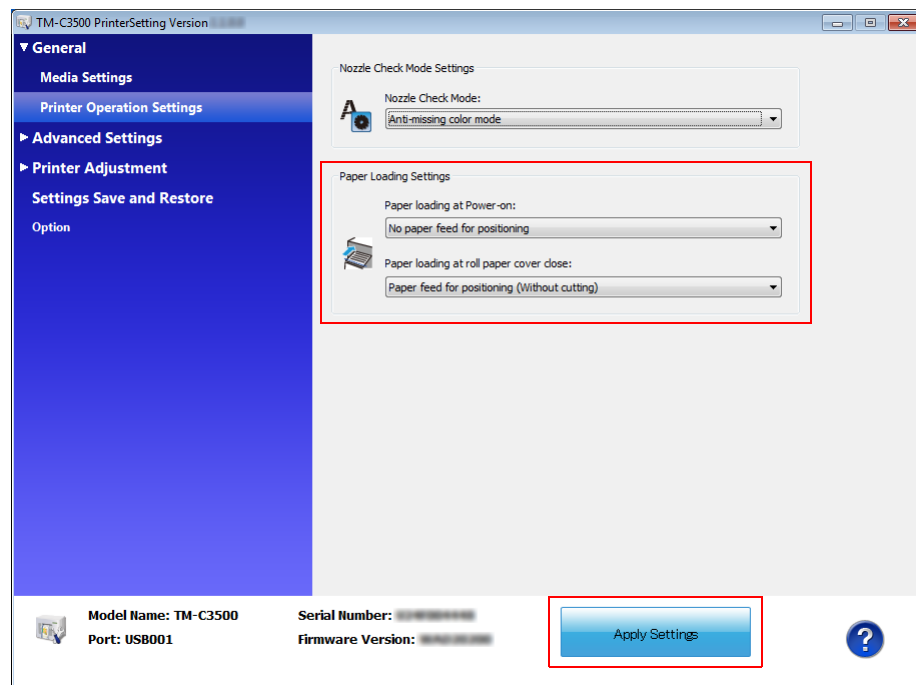 TM-C3500 PrinterSetting Version
General
Media Settings
Printer Operation Settings
Advanced Settings
Printer Adjustment
Settings Save and Restore
Option
Nozzle Check Mode Settings
Nozzle Check Mode:
Anti-missing color mode
Paper Loading Settings
Paper loading at Power-on:
No paper feed for positioning
Paper loading at roll paper cover close:
Paper feed for positioning (Without cutting)
Model Name: TM-C3500
Port: USB001
Serial Number:
Firmware Version:
Apply Settings
?